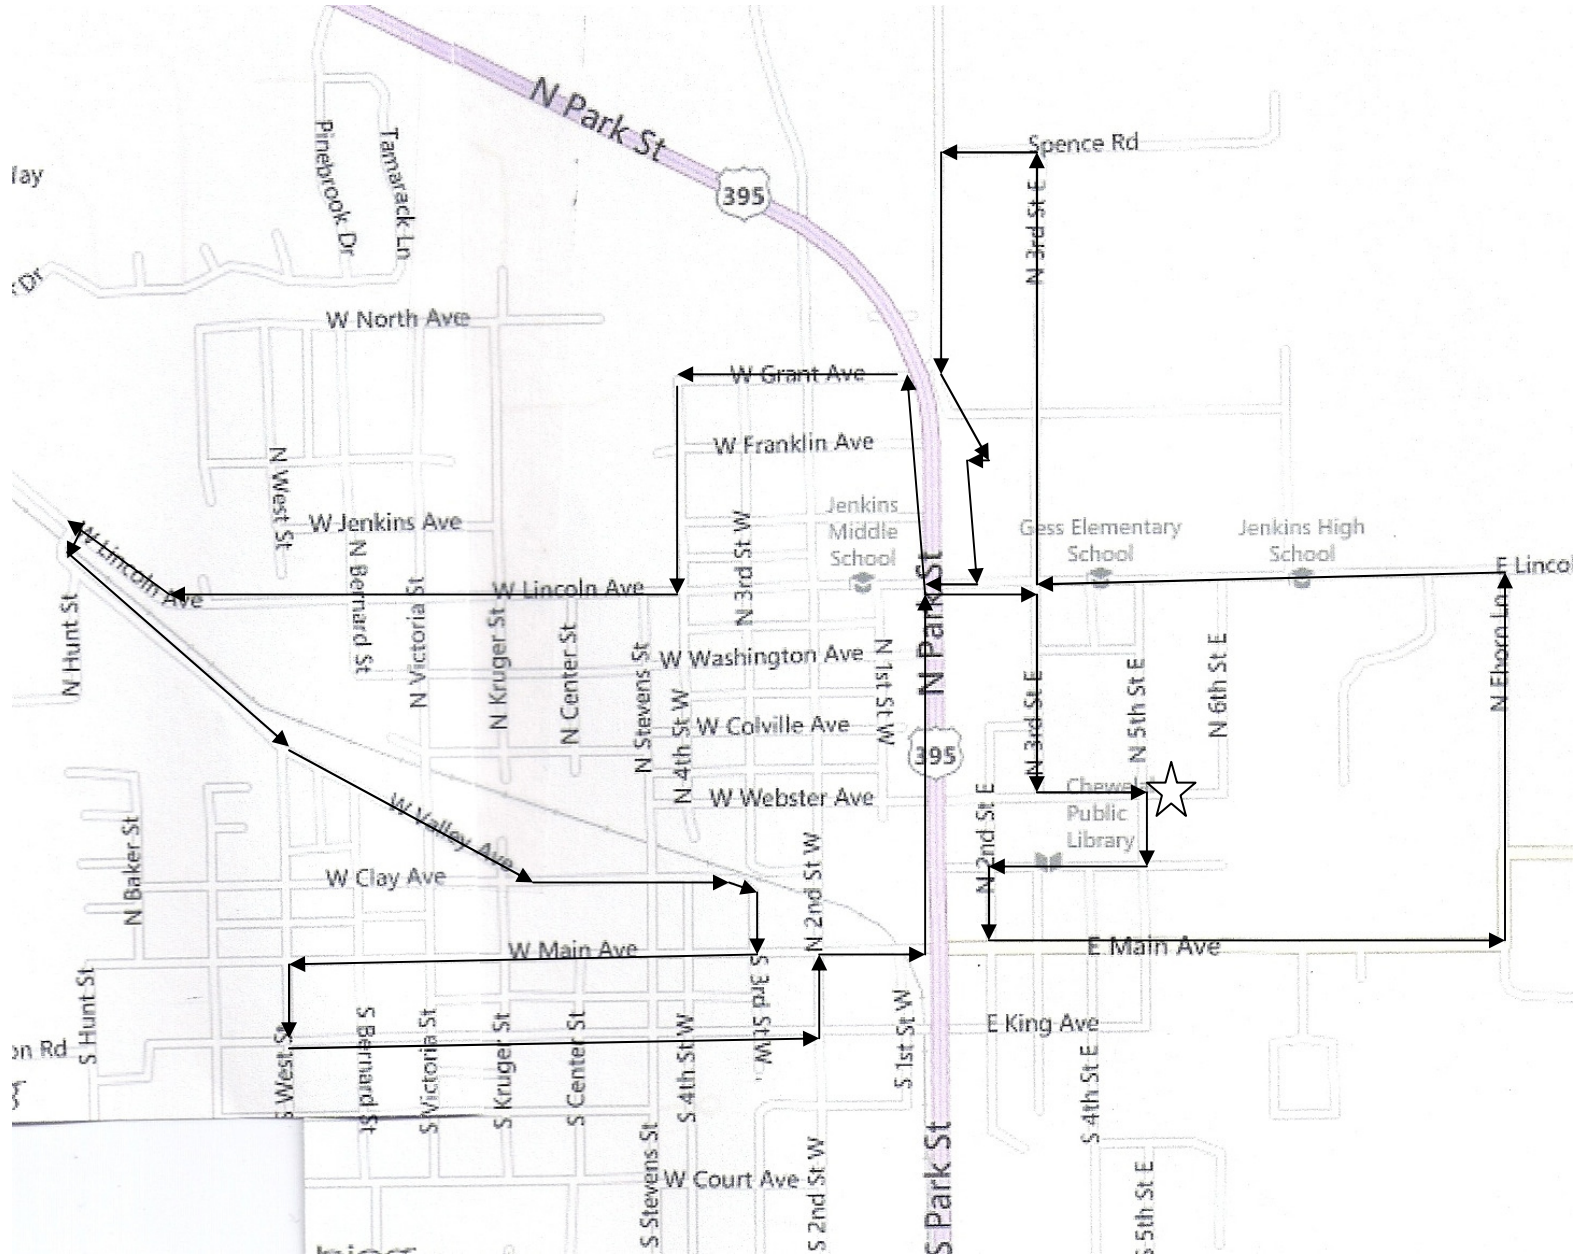 N Park St
Spence Rd
Pinebrook Dr
Tamarack Ln
395
N 3rd St E
W North Ave
W Grant Ave
W Franklin Ave
N West St
W Jenkins Ave
Jenkins
Middle
School
Gess Elementary
School
Jenkins High
School
W Lincoln Ave
W Lincoln Ave
N 3rd St W
N Park St
N Hunt St
N Bernard St
N Victoria St
N Kruger St
N Center St
N Stevens St
W Washington Ave
N 1st St W
N 4th St W
W Colville Ave
395
N 3rd St E
N 5th St E
N 6th St E
W Webster Ave
N 2nd St E
Public
Library
W Valley Ave
N Baker St
W Clay Ave
N 2nd St W
W Main Ave
E Main Ave
S Hunt St
S 3rd St W
S 1st St W
E King Ave
S West St
S Bernard St
S Victoria St
S Kruger St
S Center St
S 4th St W
S 4th St E
S Stevens St
W Court Ave
S 2nd St W
S Park St
S 5th St E